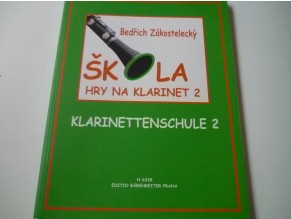 Bedřich Zákostelecký
ŠKOLA
HRY NA KLARINET 2
KLARINETTENSCHULE 2
EDITIO BÄRENREITER PRAHA